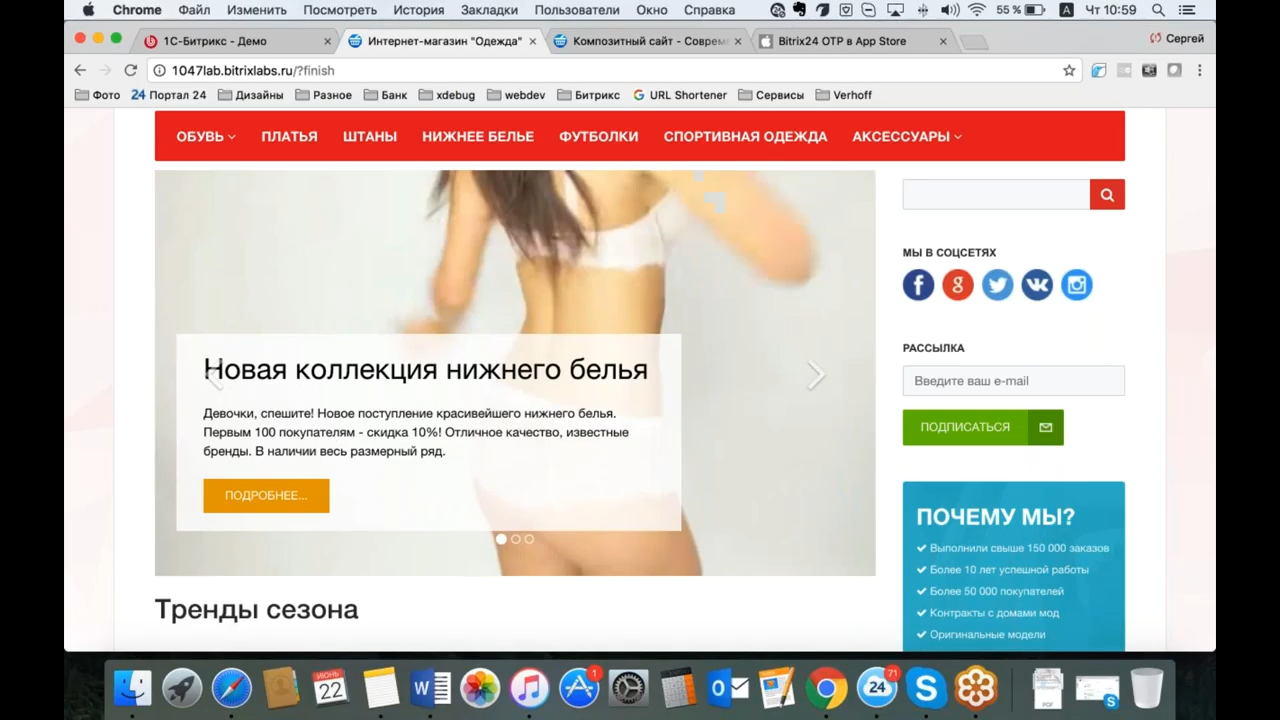 Chrome Файл Изменить Посмотреть История Закладки Пользователи Окно Справка 55 % A Чт 10:59
1С-Битрикс - Демо
Интернет-магазин "Одежда"
Композитный сайт - Соврем
Bitrix24 OTP в App Store
Сергей
1047lab.bitrixlabs.ru/?finish
Фото 24 Портал 24 Дизайны Разное Банк xdebug webdev Битрикс G URL Shortener Сервисы Verhoff
ОБУВЬ ПЛАТЬЯ ШТАНЫ НИЖНЕЕ БЕЛЬЕ ФУТБОЛКИ СПОРТИВНАЯ ОДЕЖДА АКСЕССУАРЫ
Новая коллекция нижнего белья
Девочки, спешите! Новое поступление красивейшего нижнего белья.
Первым 100 покупателям - скидка 10%! Отличное качество, известные
бренды. В наличии весь размерный ряд.
ПОДРОБНЕЕ...
Тренды сезона
МЫ В СОЦСЕТЯХ
РАССЫЛКА
Введите ваш e-mail
ПОДПИСАТЬСЯ
ПОЧЕМУ МЫ?
Выполнили свыше 150 000 заказов
Более 10 лет успешной работы
Более 50 000 покупателей
Контракты с домами мод
Оригинальные модели
ИЮНЬ
22
W
1
O
24
71
S
PDF
S